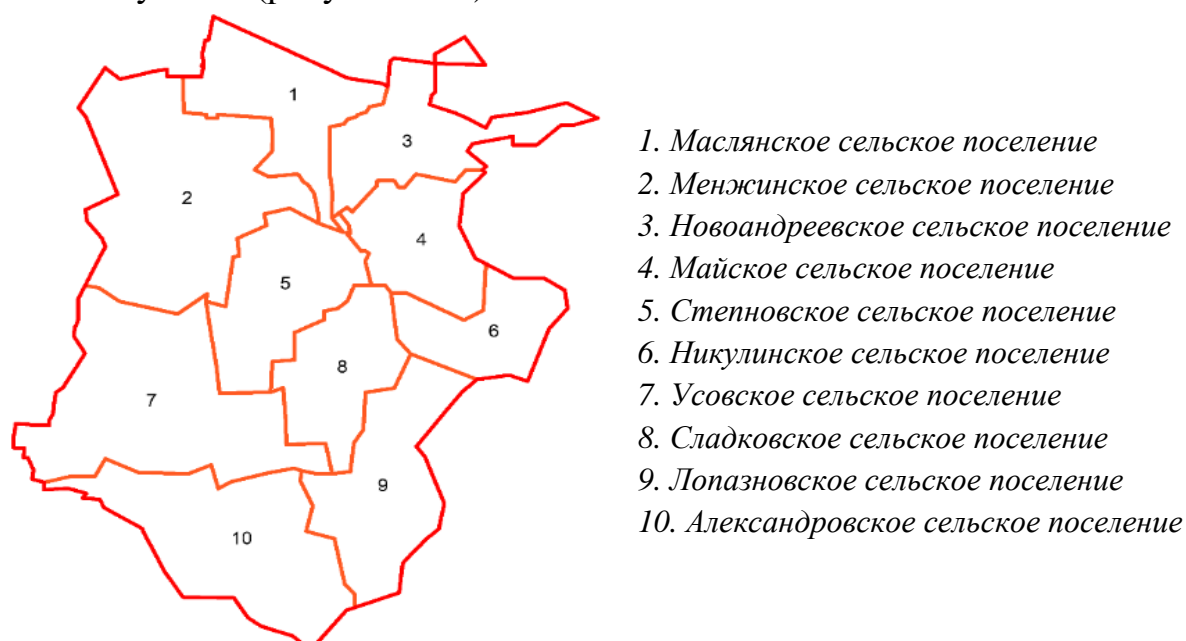 1
3
2
4
5
6
8
7
9
10
1. Маслянское сельское поселение
2. Менжинское сельское поселение
3. Новоандреевское сельское поселение
4. Майское сельское поселение
5. Степновское сельское поселение
6. Никулинское сельское поселение
7. Усовское сельское поселение
8. Сладковское сельское поселение
9. Лопазновское сельское поселение
10. Александровское сельское поселение